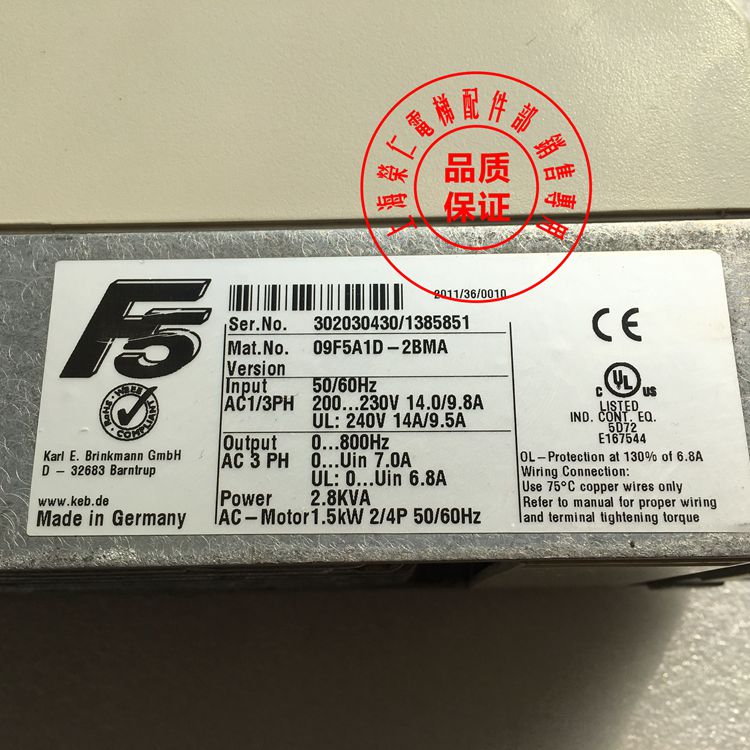 上海榮仁電梯配件部銷售專用
品质
保证
F5
RoHS-WEEE
COMPLIANT
Karl E. Brinkmann GmbH
D - 32683 Barntrup
www.keb.de
Made in Germany
2011/36/0010
Ser.No. 302030430/1385851
Mat.No. 09F5A1D-2BMA
Version
Input 50/60Hz
AC1/3PH 200...230V 14.0/9.8A
UL: 240V 14A/9.5A
Output 0...800Hz
AC 3 PH 0...Uin 7.0A
UL: 0...Uin 6.8A
Power 2.8KVA
AC-Motor 1.5kW 2/4P 50/60Hz
CE
C UL US
LISTED
IND. CONT. EQ.
5D72
E167544
OL-Protection at 130% of 6.8A
Wiring Connection:
Use 75°C copper wires only
Refer to manual for proper wiring
and terminal tightening torque